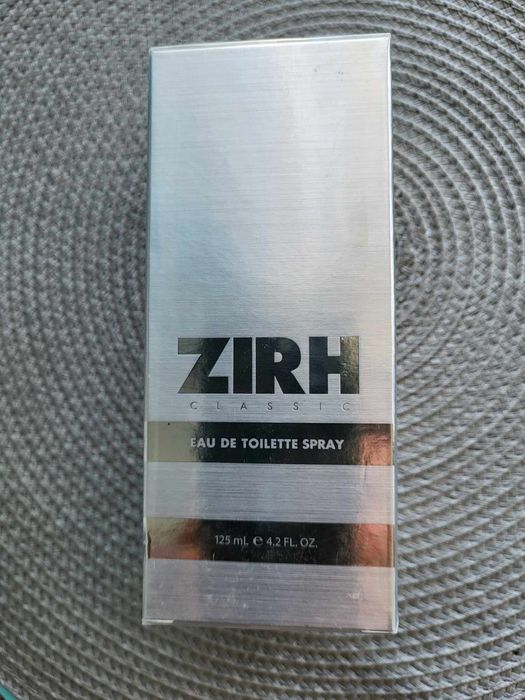 ZIRH
CLASSIC
EAU DE TOILETTE SPRAY
125 mL ℮ 4.2 FL. OZ.